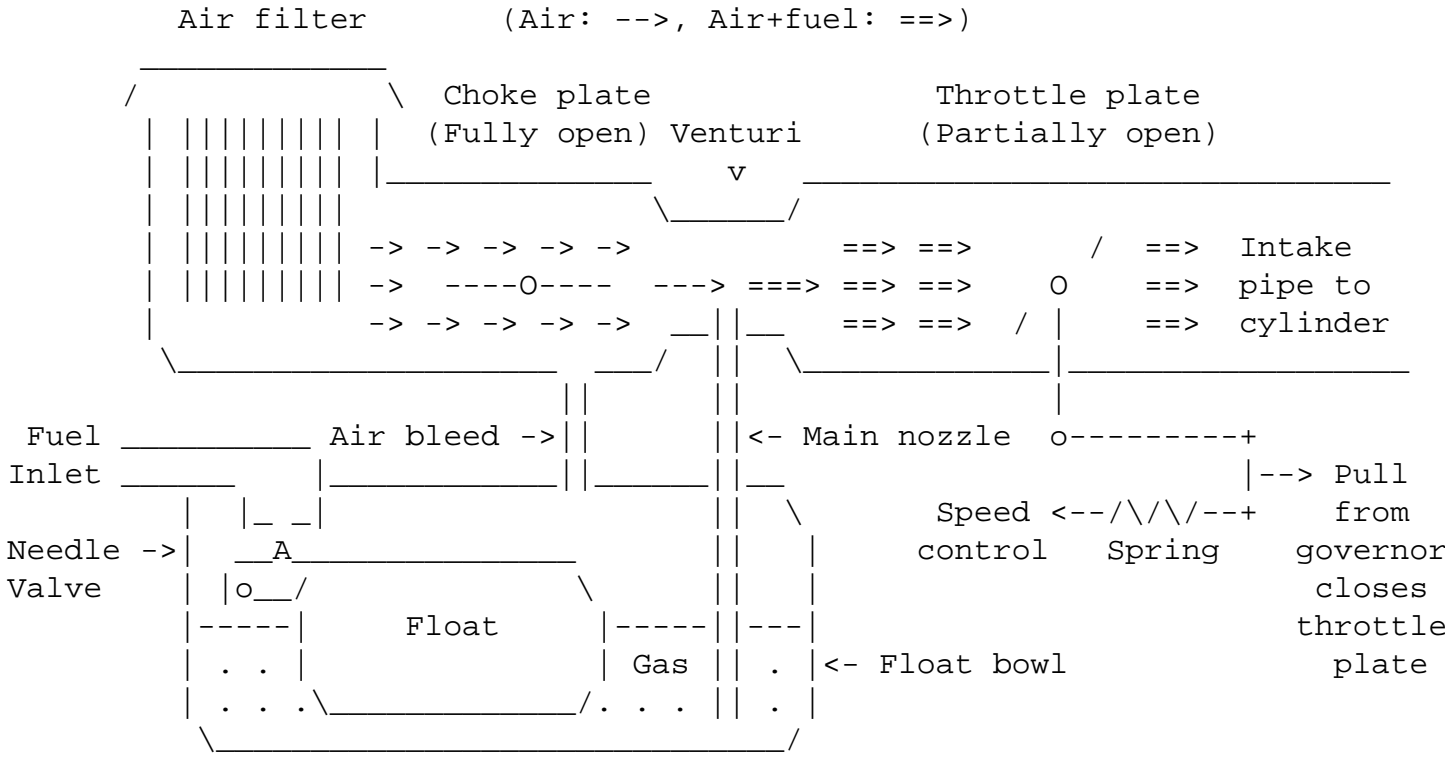 Air filter (Air: -->, Air+fuel: ==>)
Choke plate Throttle plate
(Fully open) Venturi (Partially open)
v
-> -> -> -> -> ==> ==> / ==> Intake
-> ----O---- ---> ===> ==> ==> O ==> pipe to
-> -> -> -> -> ==> ==> / | ==> cylinder
Fuel Air bleed -> <- Main nozzle o---------+
Inlet |--> Pull
Speed <--/\/\/--+ from
Needle -> A control Spring governor
Valve o closes
Float throttle
Gas <- Float bowl plate